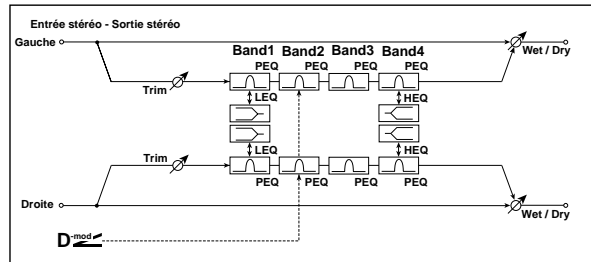 Entrée stéréo - Sortie stéréo
Gauche
Wet / Dry
Band1 Band2 Band3 Band4
PEQ PEQ PEQ PEQ
Trim
LEQ HEQ
LEQ HEQ
Trim
PEQ PEQ PEQ PEQ
Droite
Wet / Dry
D-mod